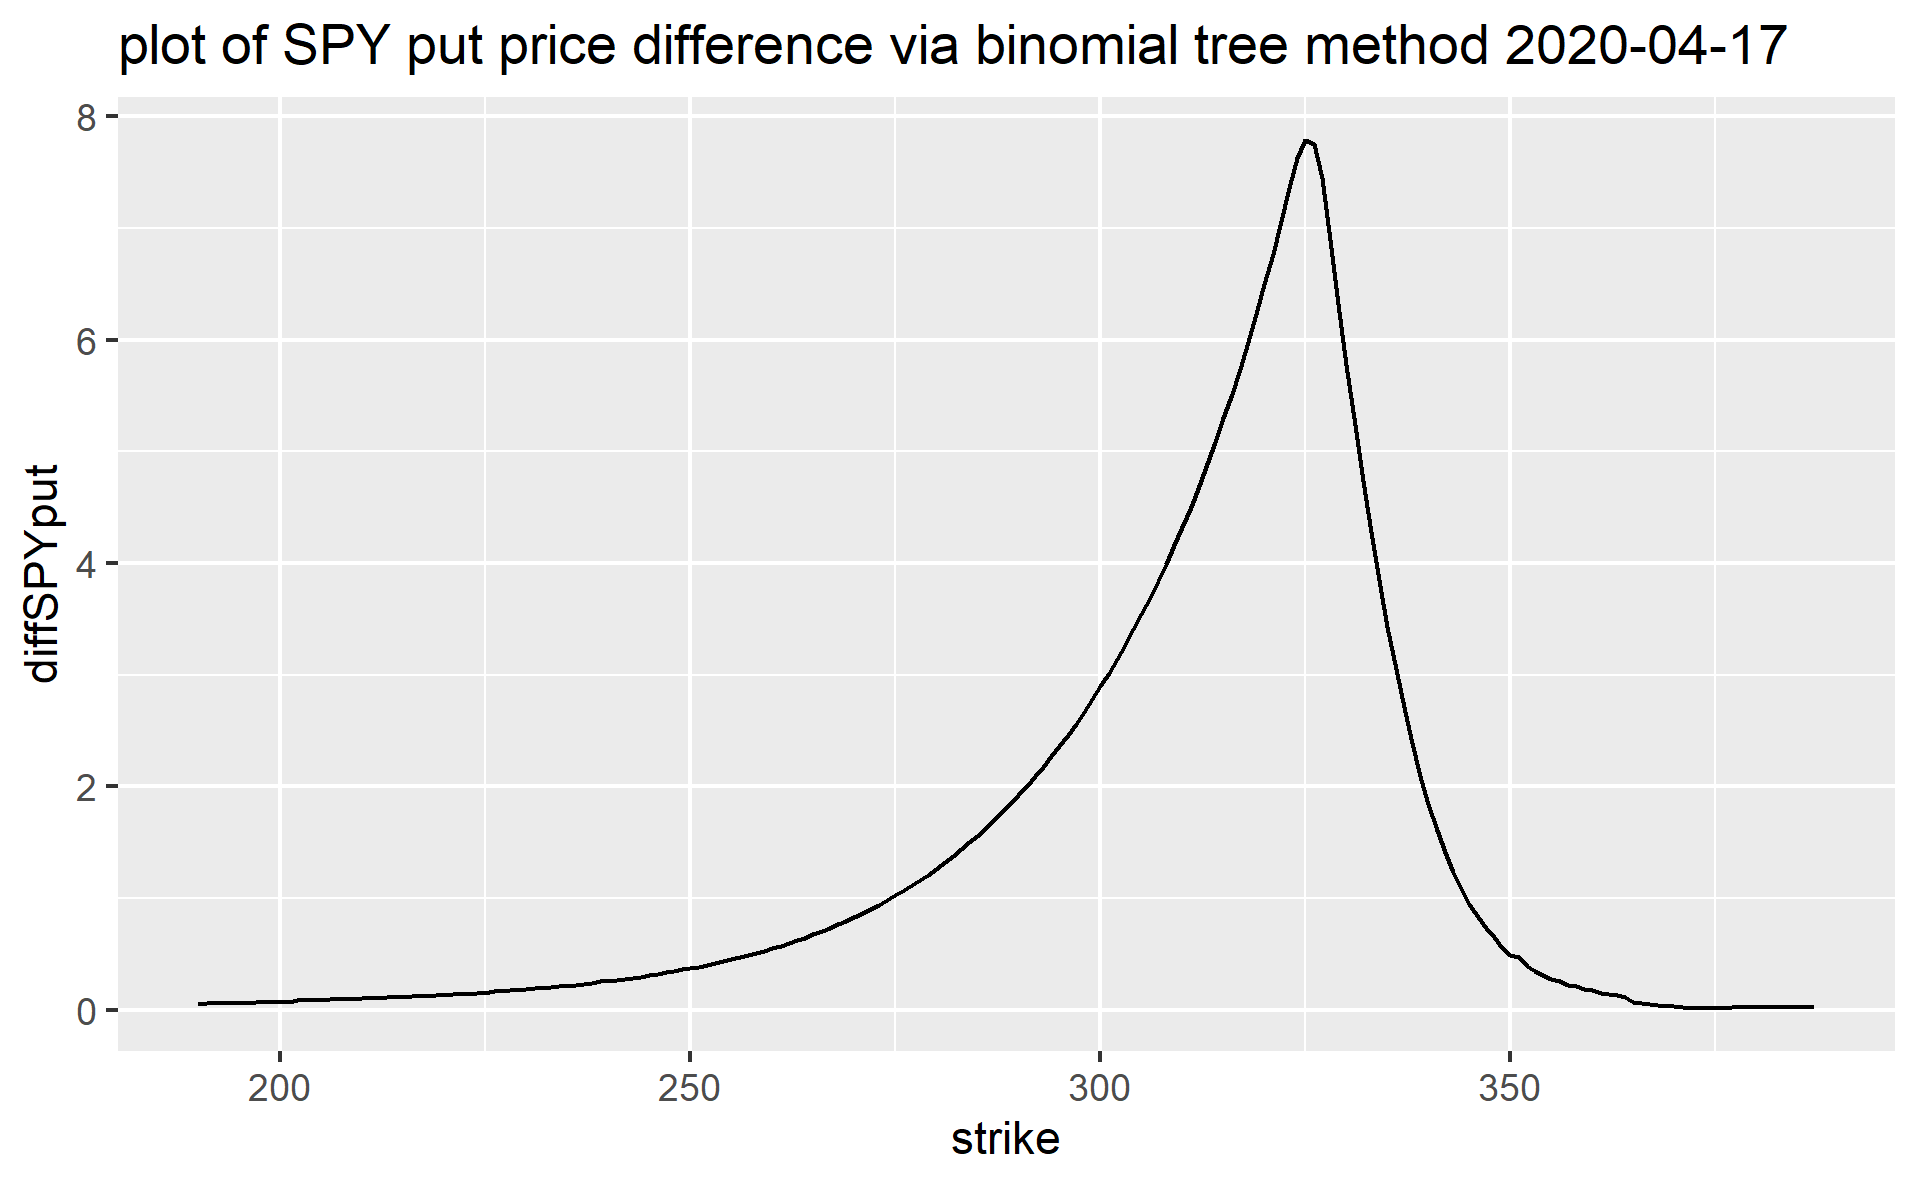 plot of SPY put price difference via binomial tree method 2020-04-17
8
6
4
2
0
diffSPYput
200 250 300 350
strike